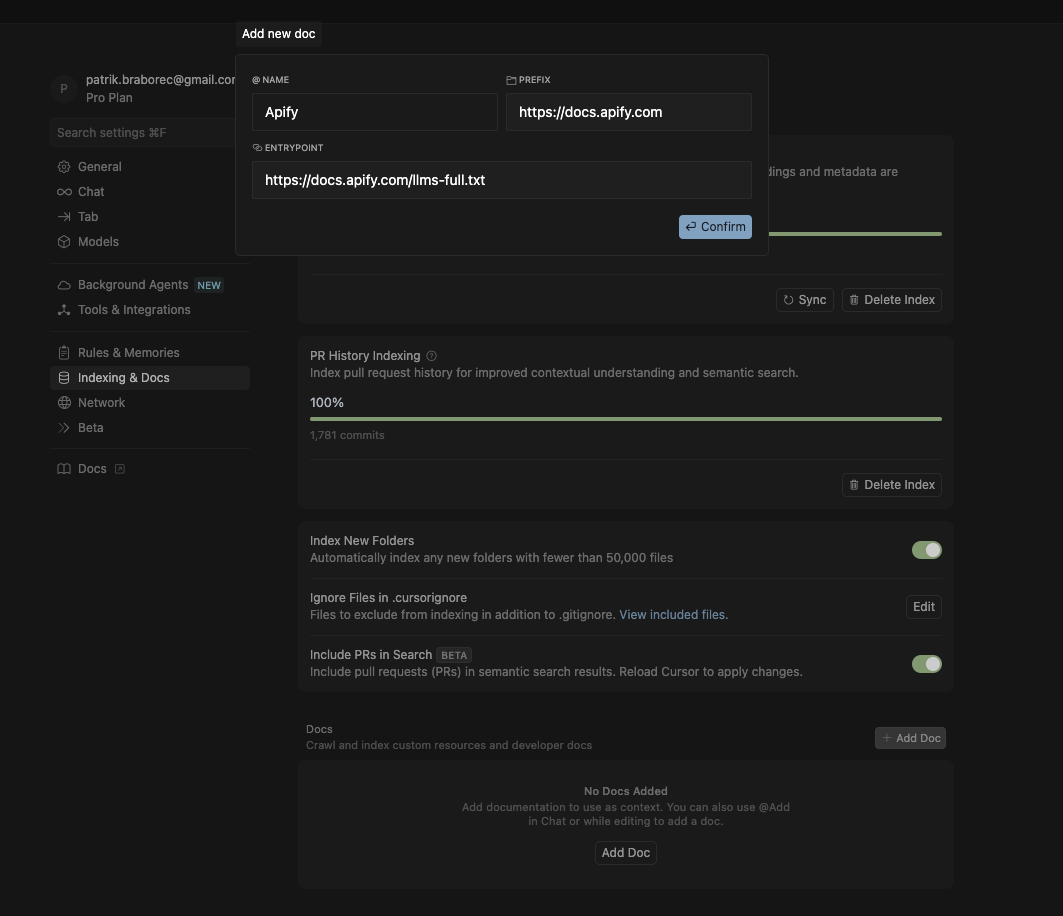 Add new doc
@ NAME
PREFIX
Apify
https://docs.apify.com
ENTRYPOINT
https://docs.apify.com/llms-full.txt
Confirm
P
patrik.braborec@gmail.com
Pro Plan
Search settings ⌘F
General
Chat
Tab
Models
Background Agents NEW
Tools & Integrations
Rules & Memories
Indexing & Docs
Network
Beta
Docs
dings and metadata are
Sync
Delete Index
PR History Indexing
Index pull request history for improved contextual understanding and semantic search.
100%
1,781 commits
Delete Index
Index New Folders
Automatically index any new folders with fewer than 50,000 files
Ignore Files in .cursorignore
Files to exclude from indexing in addition to .gitignore. View included files.
Edit
Include PRs in Search BETA
Include pull requests (PRs) in semantic search results. Reload Cursor to apply changes.
Docs
Crawl and index custom resources and developer docs
+ Add Doc
No Docs Added
Add documentation to use as context. You can also use @Add
in Chat or while editing to add a doc.
Add Doc